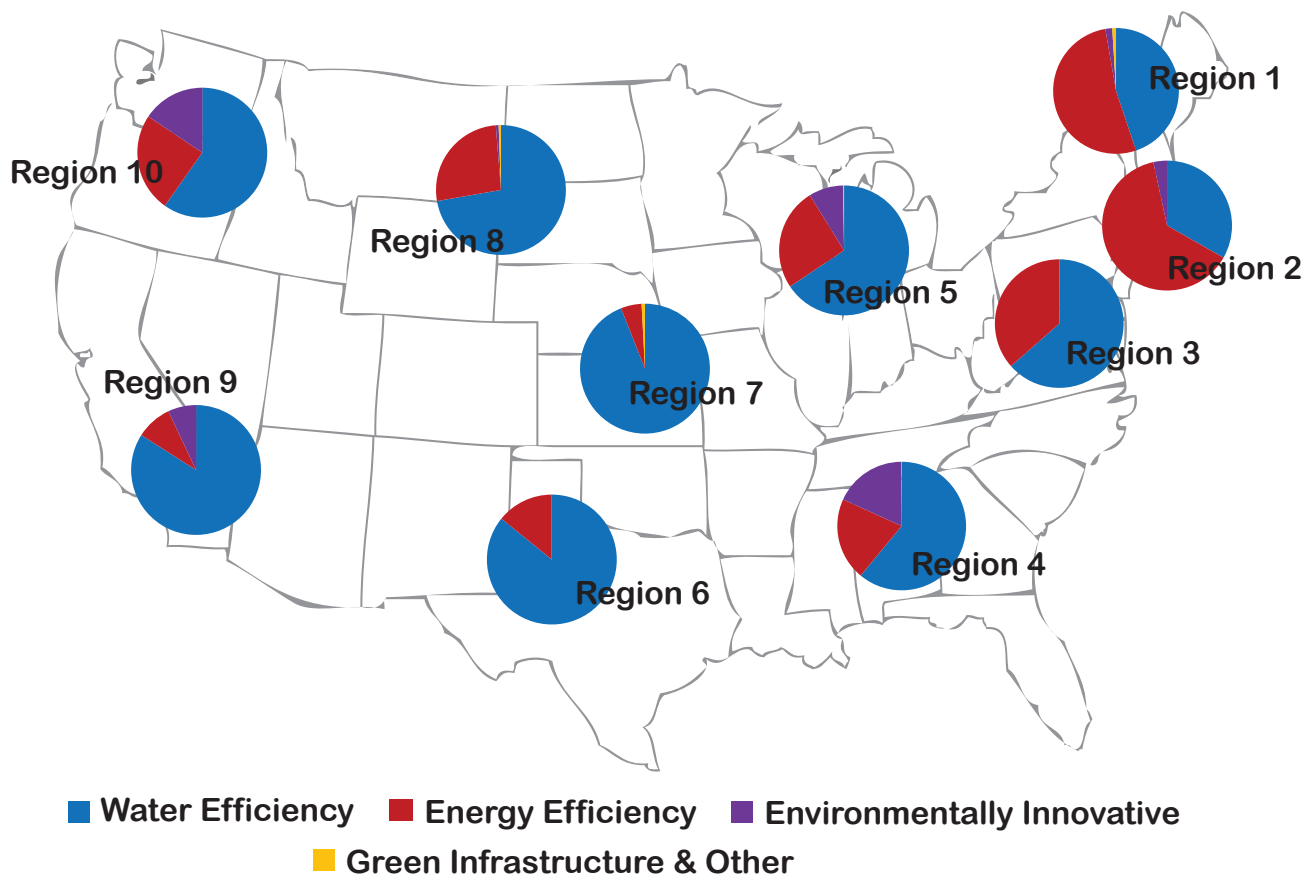 Region 1
Region 10
Region 8
Region 2
Region 5
Region 3
Region 9
Region 7
Region 4
Region 6
Water Efficiency
Energy Efficiency
Environmentally Innovative
Green Infrastructure & Other